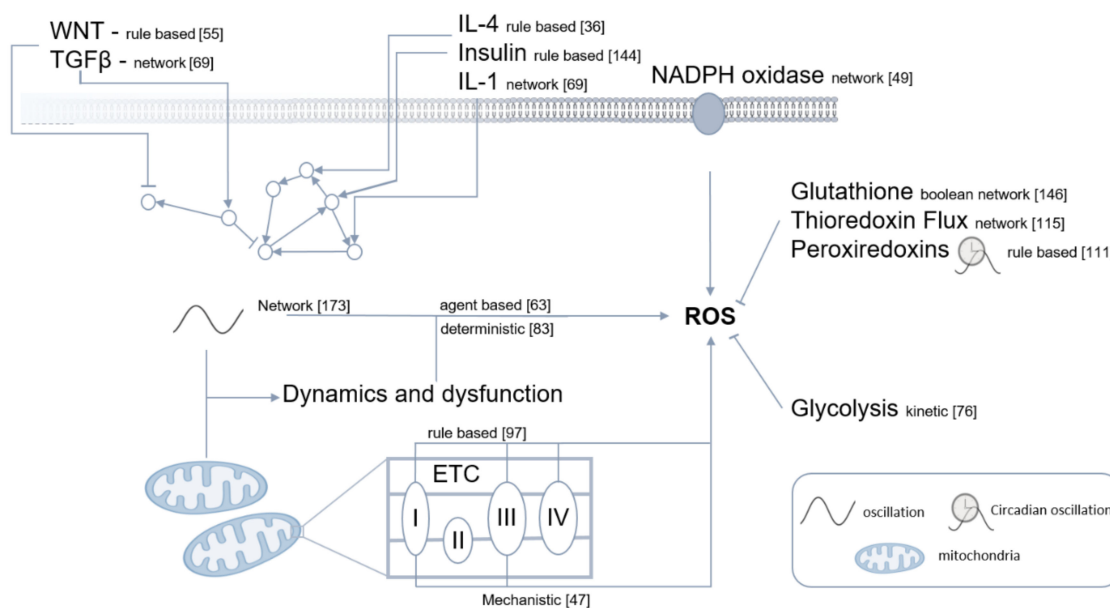 WNT - rule based [55]
TGFβ - network [69]
IL-4 rule based [36]
Insulin rule based [144]
IL-1 network [69]
NADPH oxidase network [49]
Glutathione boolean network [146]
Thioredoxin Flux network [115]
Peroxiredoxins rule based [111
Network [173]
agent based [63]
deterministic [83]
ROS
Dynamics and dysfunction
Glycolysis kinetic [76]
rule based [97]
ETC
I
II
III
IV
Mechanistic [47]
oscillation
Circadian oscillation
mitochondria